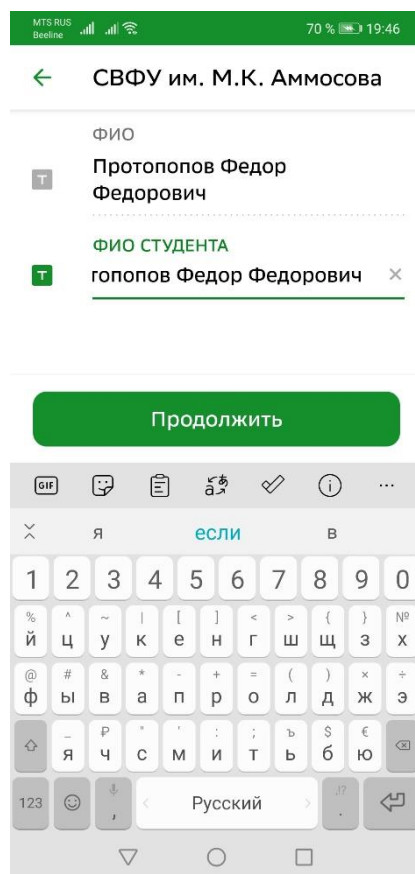 MTS RUS
Beeline
70 % 19:46
СВФУ им. М.К. Аммосова
ФИО
Протопопов Федор
Федорович
ФИО СТУДЕНТА
топопов Федор Федорович
Продолжить
GIF
я если в
1 2 3 4 5 6 7 8 9 0
% ^ ~ | [ ] < > { } №
й ц у к е н г ш щ з х
@ # & * - + = ( ) × ÷
ф ы в а п р о л д ж э
_ ₽ " ' : ; ъ $ €
я ч с м и т ь б ю
123 , Русский .!?
.